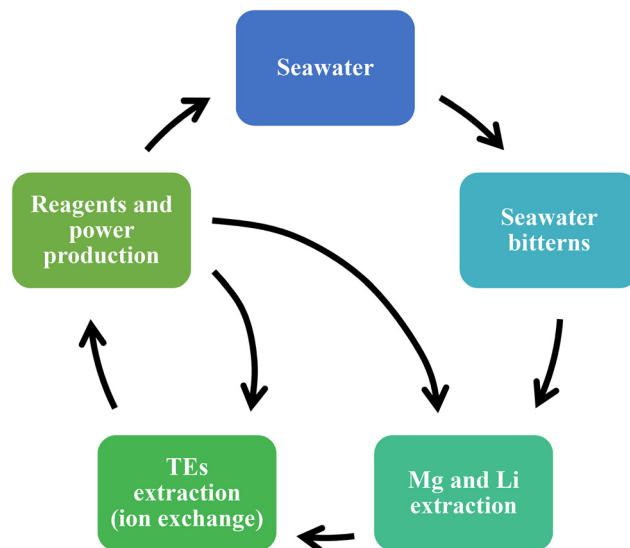 Seawater
Reagents and
power
production
Seawater
bitterns
TEs
extraction
(ion exchange)
Mg and Li
extraction